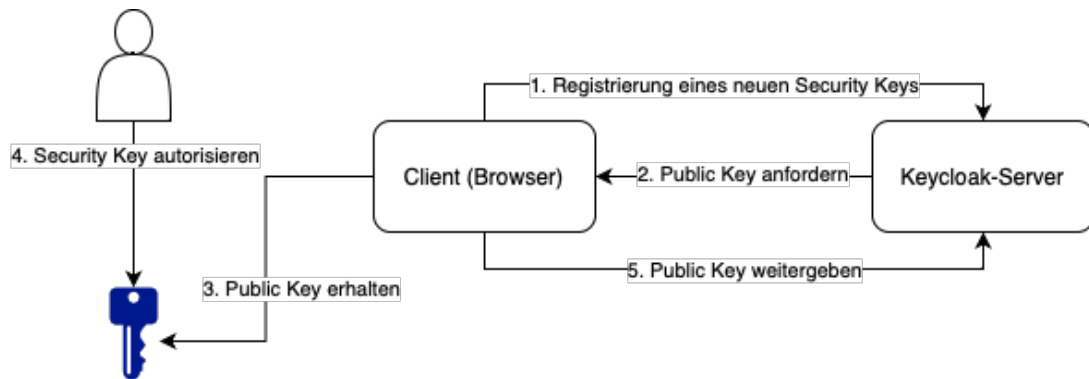 1. Registrierung eines neuen Security Keys
4. Security Key autorisieren
Client (Browser)
2. Public Key anfordern
Keycloak-Server
5. Public Key weitergeben
3. Public Key erhalten